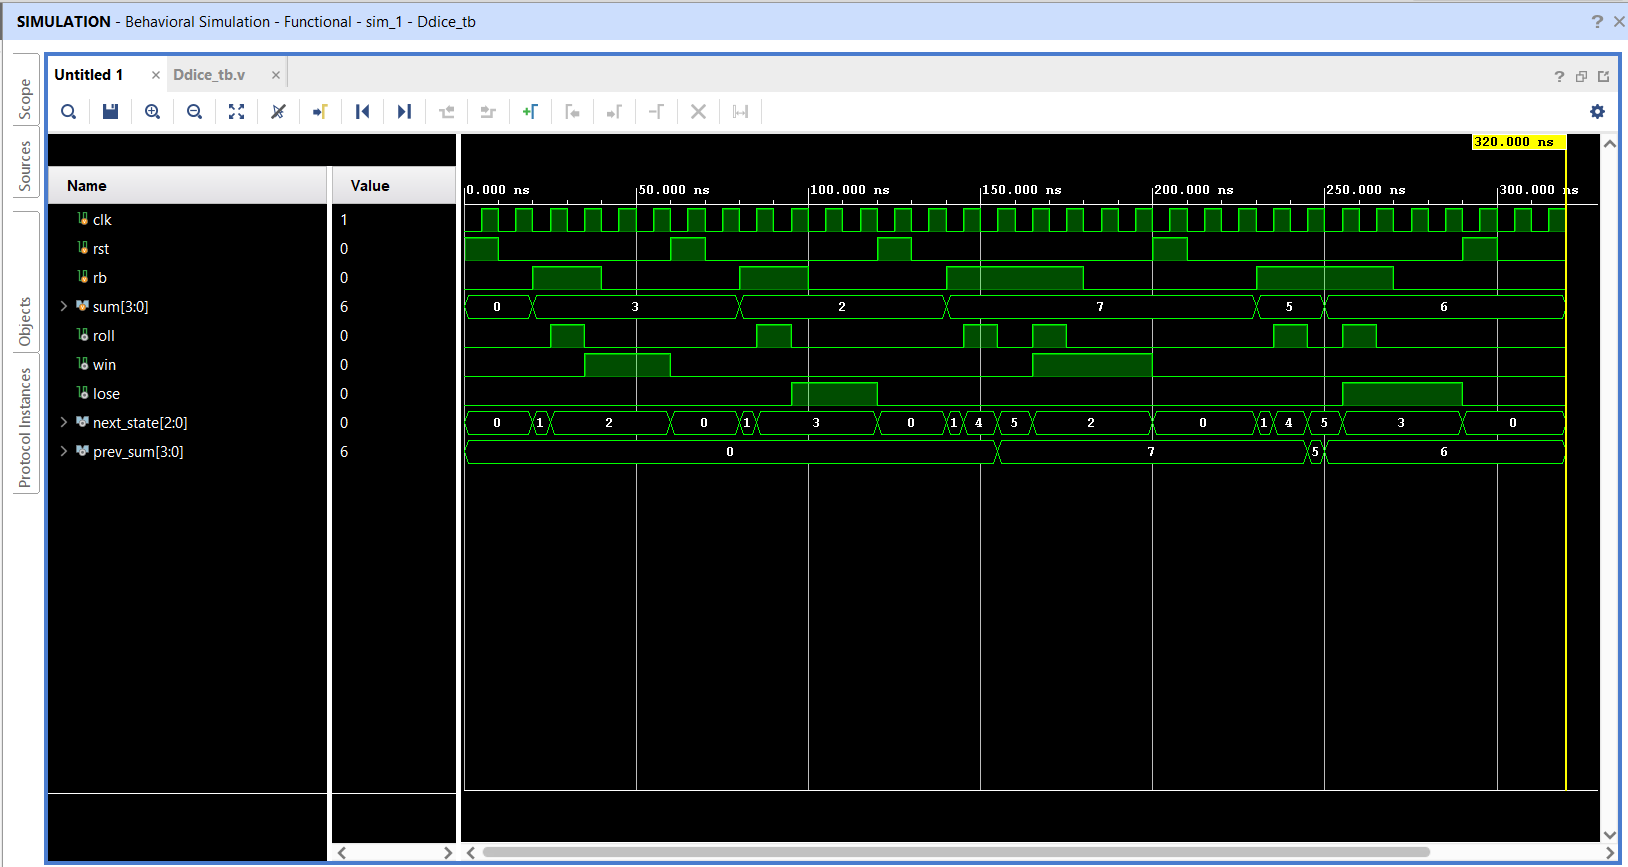 SIMULATION - Behavioral Simulation - Functional - sim_1 - Ddice_tb
Scope
Sources
Objects
Protocol Instances
Untitled 1
Ddice_tb.v
320.000 ns
Name Value
0.000 ns 50.000 ns 100.000 ns 150.000 ns 200.000 ns 250.000 ns 300.000 ns
clk 1
rst 0
rb 0
sum[3:0] 6 0 3 2 7 5 6
roll 0
win 0
lose 0
next_state[2:0] 0 0 1 2 0 1 3 0 1 4 5 2 0 1 4 5 3 0
prev_sum[3:0] 6 0 7 5 6